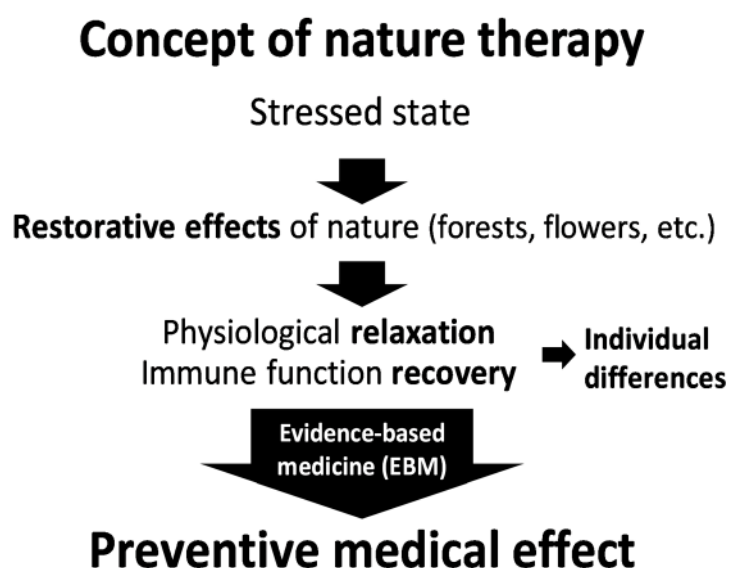 Concept of nature therapy
Stressed state
Restorative effects of nature (forests, flowers, etc.)
Physiological relaxation
Immune function recovery
Individual
differences
Evidence-based
medicine (EBM)
Preventive medical effect